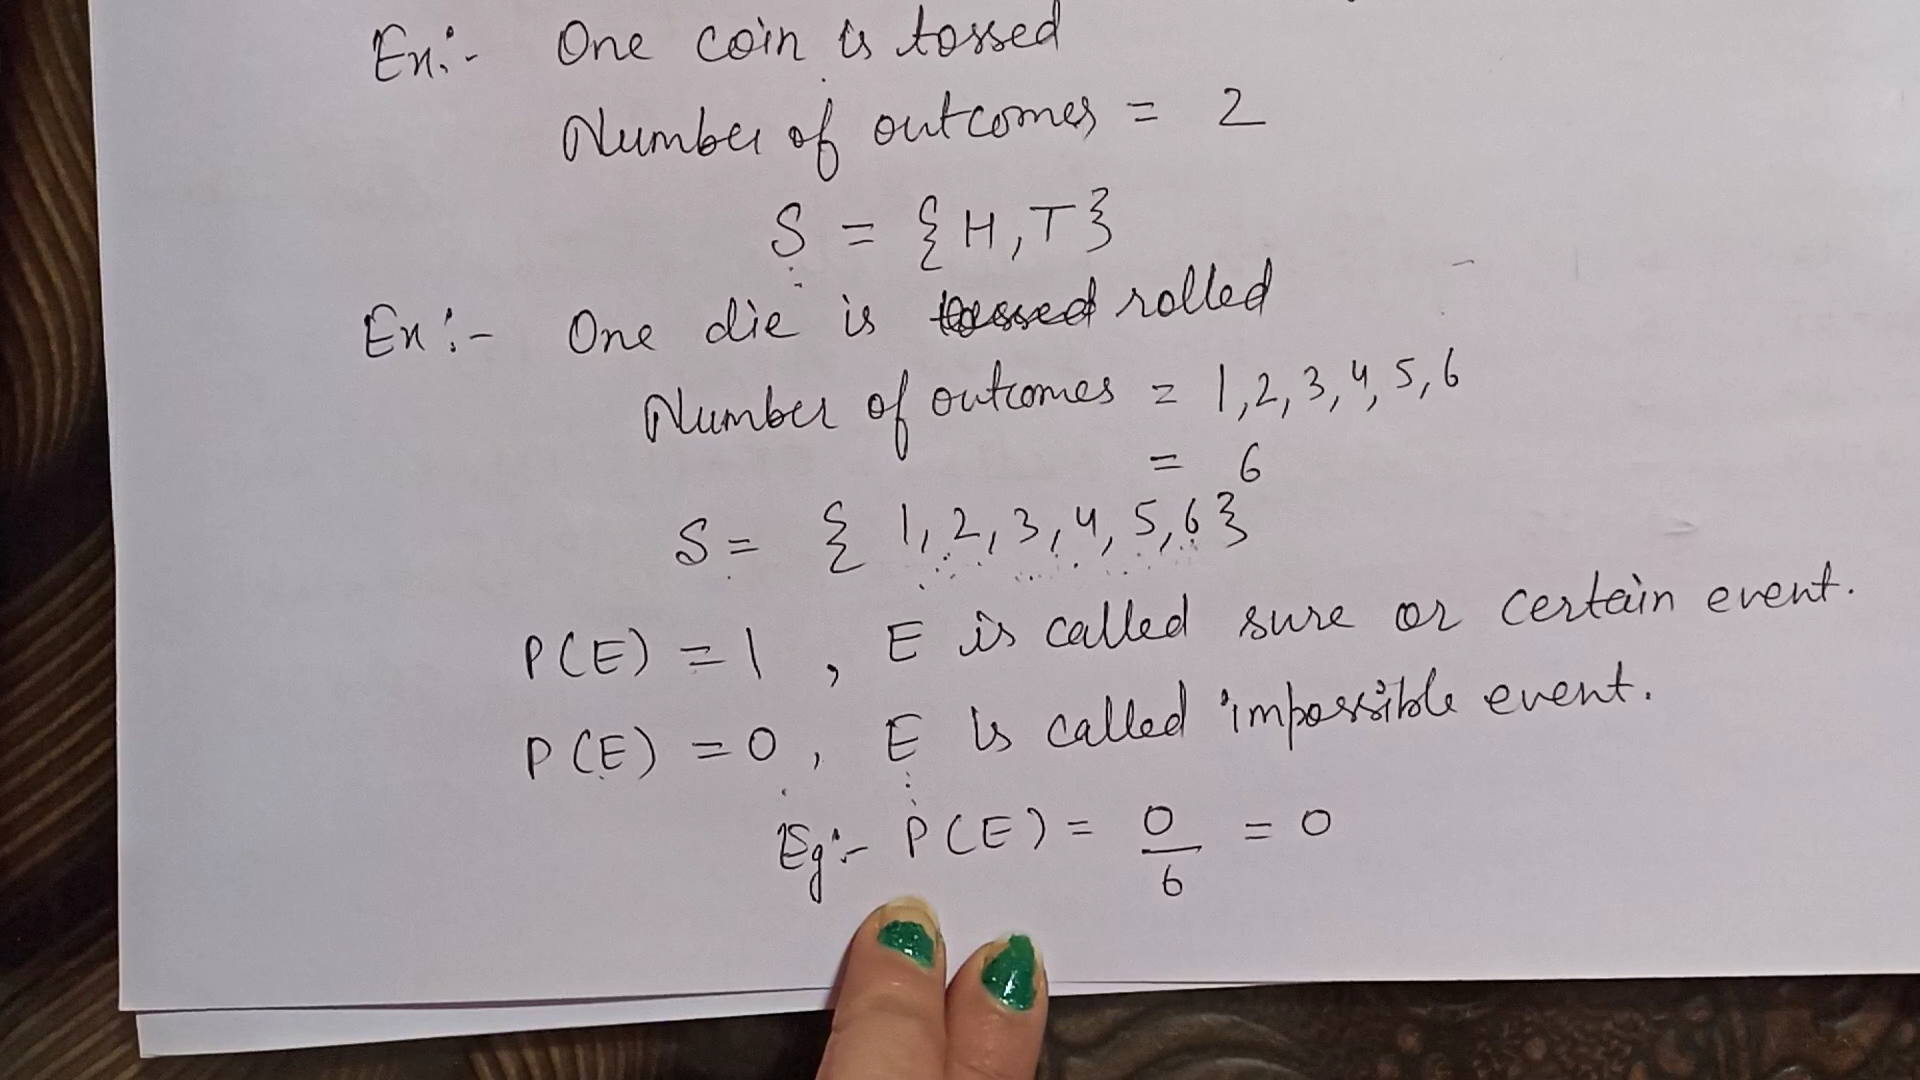 Ex:- One coin is tossed
Number of outcomes = 2
S = {H,T}
Ex:- One die is tossed rolled
Number of outcomes = 1,2,3,4,5,6
= 6
S = { 1,2,3,4,5,6}
P(E) = 1 , E is called sure or certain event.
P(E) = 0 , E is called impossible event.
Eg:- P(E) = 0/6 = 0